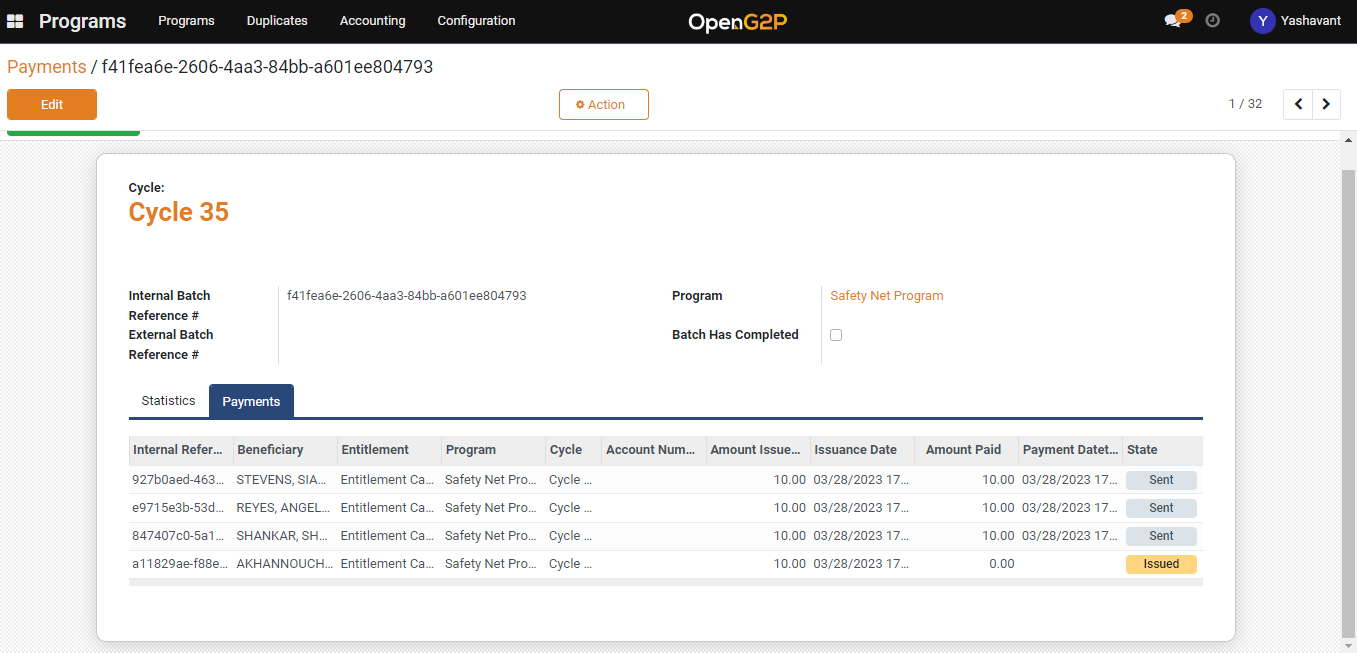 Programs Programs Duplicates Accounting Configuration OpenG2P 2 Y Yashavant
Payments / f41fea6e-2606-4aa3-84bb-a601ee804793
Edit Action 1 / 32
Cycle:
Cycle 35
Internal Batch Reference # f41fea6e-2606-4aa3-84bb-a601ee804793 Program Safety Net Program
External Batch Reference # Batch Has Completed
Statistics Payments
Internal Refer... Beneficiary Entitlement Program Cycle Account Num... Amount Issue... Issuance Date Amount Paid Payment Datet... State
927b0aed-463... STEVENS, SIA... Entitlement Ca... Safety Net Pro... Cycle ... 10.00 03/28/2023 17... 10.00 03/28/2023 17... Sent
e9715e3b-53d... REYES, ANGEL... Entitlement Ca... Safety Net Pro... Cycle ... 10.00 03/28/2023 17... 10.00 03/28/2023 17... Sent
847407c0-5a1... SHANKAR, SH... Entitlement Ca... Safety Net Pro... Cycle ... 10.00 03/28/2023 17... 10.00 03/28/2023 17... Sent
a11829ae-f88e... AKHANNOUCH... Entitlement Ca... Safety Net Pro... Cycle ... 10.00 03/28/2023 17... 0.00 Issued